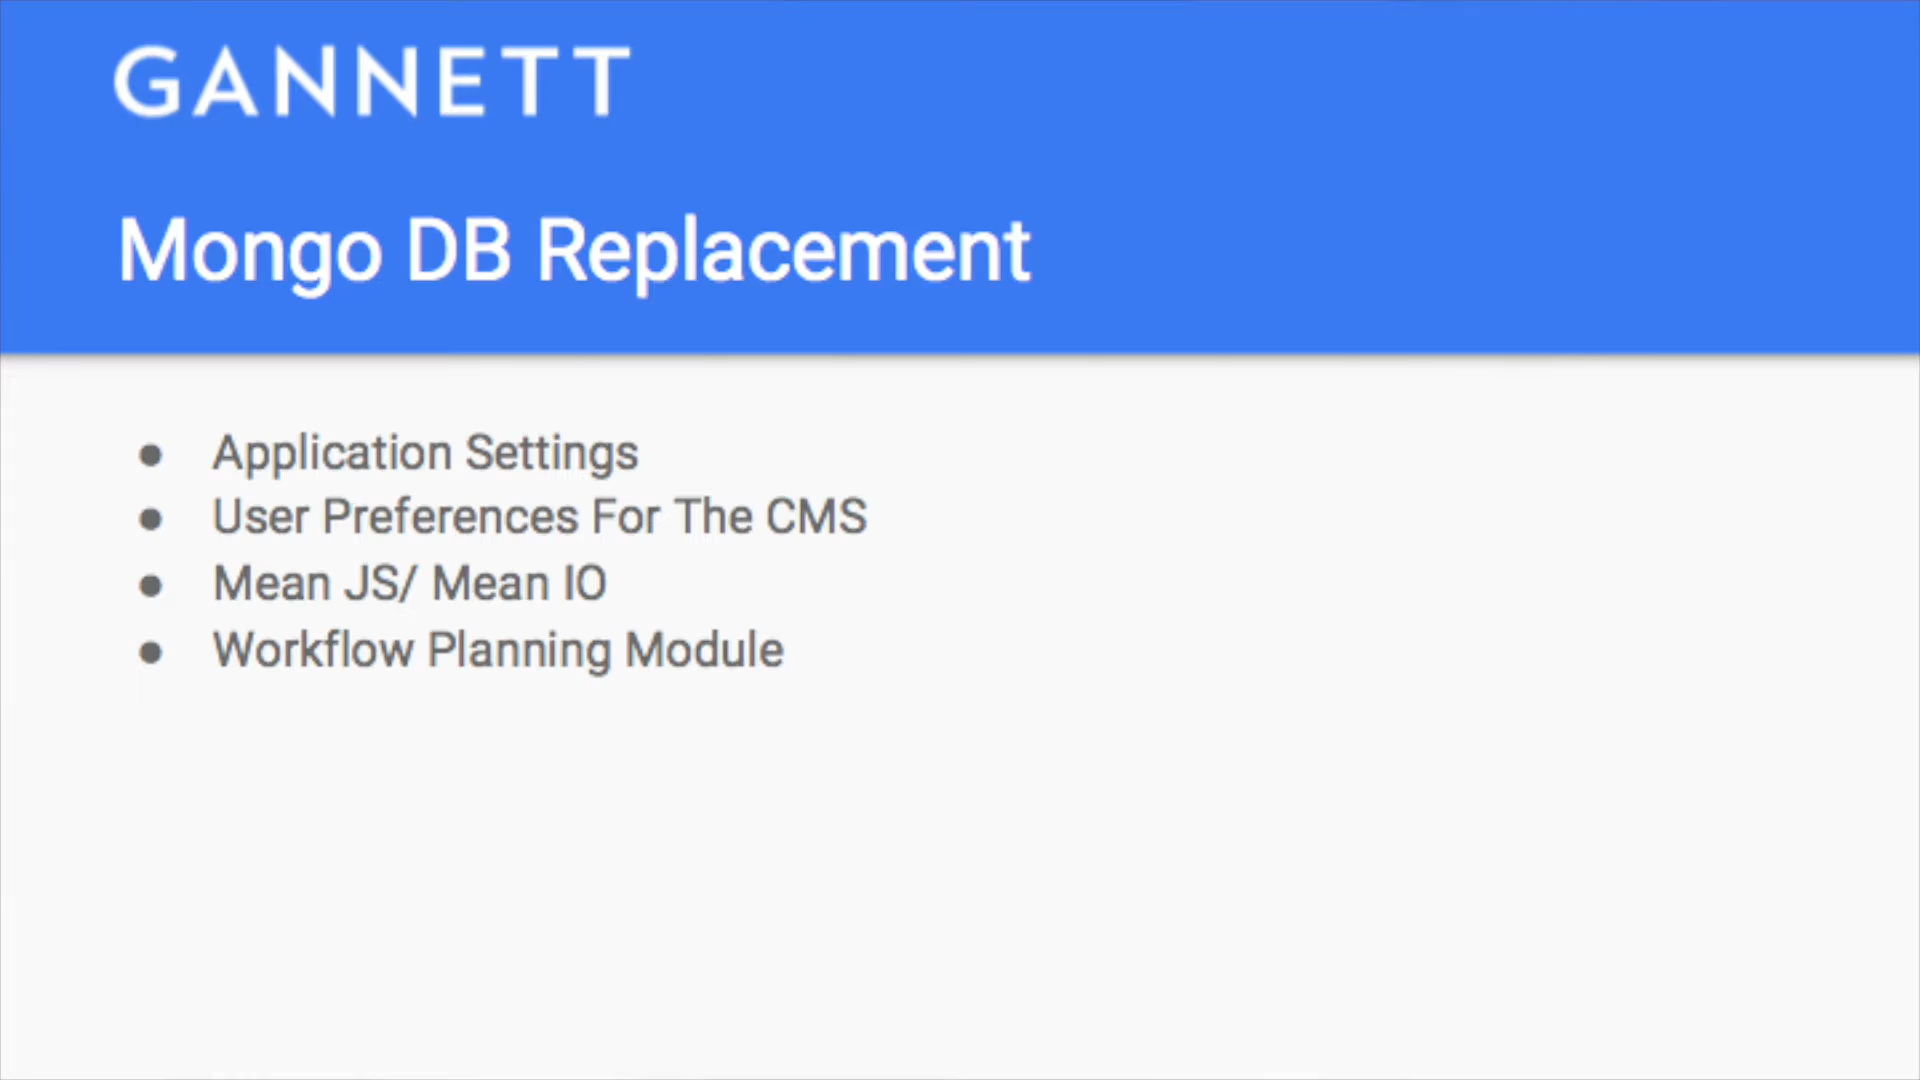 GANNETT
Mongo DB Replacement
● Application Settings
● User Preferences For The CMS
● Mean JS/ Mean IO
● Workflow Planning Module